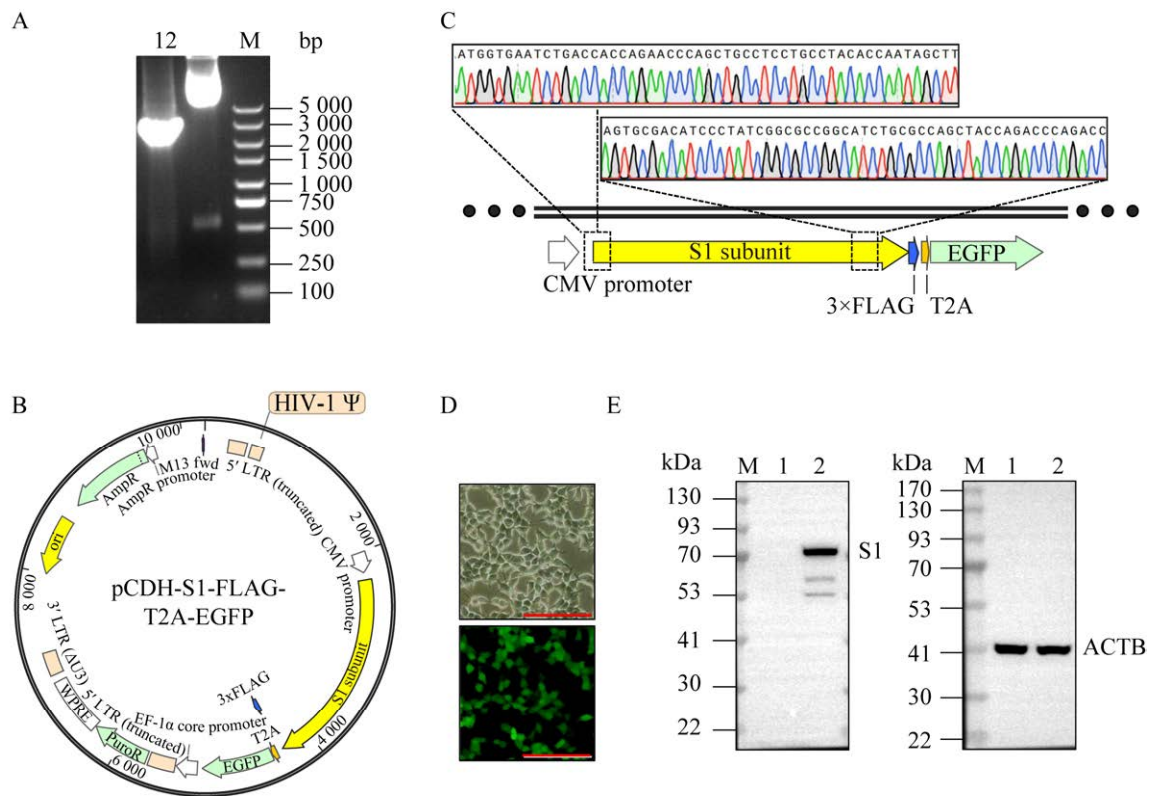 A
12 M bp
5 000
3 000
2 000
1 500
1 000
750
500
250
100
B
HIV-1 Ψ
10 000
M13 fwd
AmpR promoter
AmpR
5′ LTR (truncated)
2 000
CMV promoter
ori
8 000
pCDH-S1-FLAG-
T2A-EGFP
S1 subunit
3′ LTR (ΔU3)
WPRE
5′ LTR (truncated)
EF-1α core promoter
3xFLAG
T2A
4 000
PuroR
EGFP
6 000
C
ATGGTGAATCTGACCACCAGAACCCAGCTGCCTCCTGCCTACACCAATAGCTT
AGTGCGACATCCCTATCGGCGCCGGCATCTGCGCCAGCTACCAGACCCAGACC
S1 subunit
EGFP
CMV promoter
3×FLAG
T2A
D
E
kDa M 1 2
130
93
70
53
41
30
22
S1
kDa M 1 2
170
130
93
70
53
41
30
22
ACTB